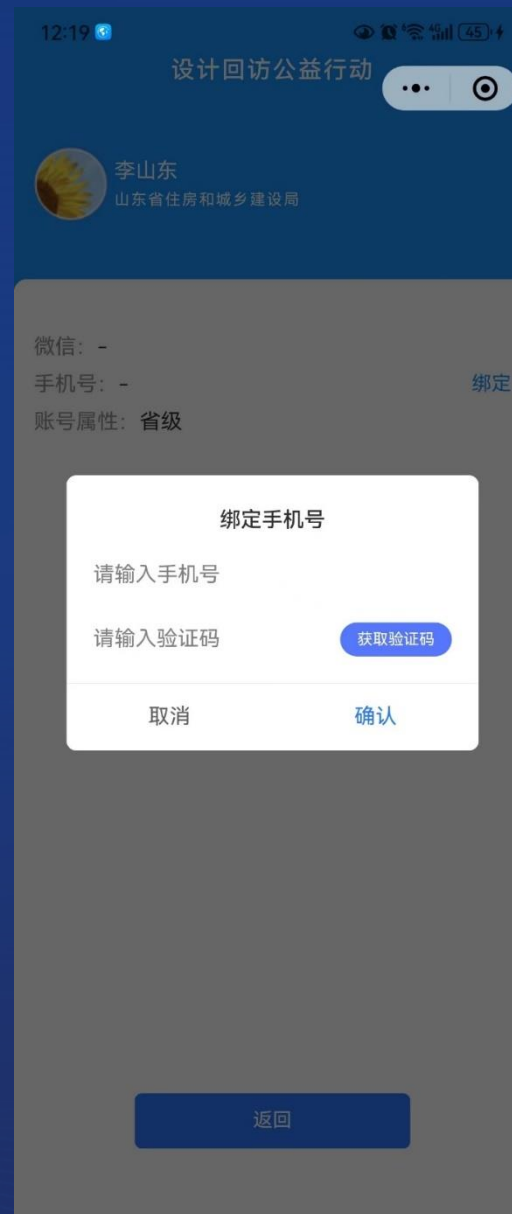 12:19
4G 45
设计回访公益行动
李山东
山东省住房和城乡建设局
微信：-
手机号：- 绑定
账号属性：省级
绑定手机号
请输入手机号
请输入验证码 获取验证码
取消 确认
返回